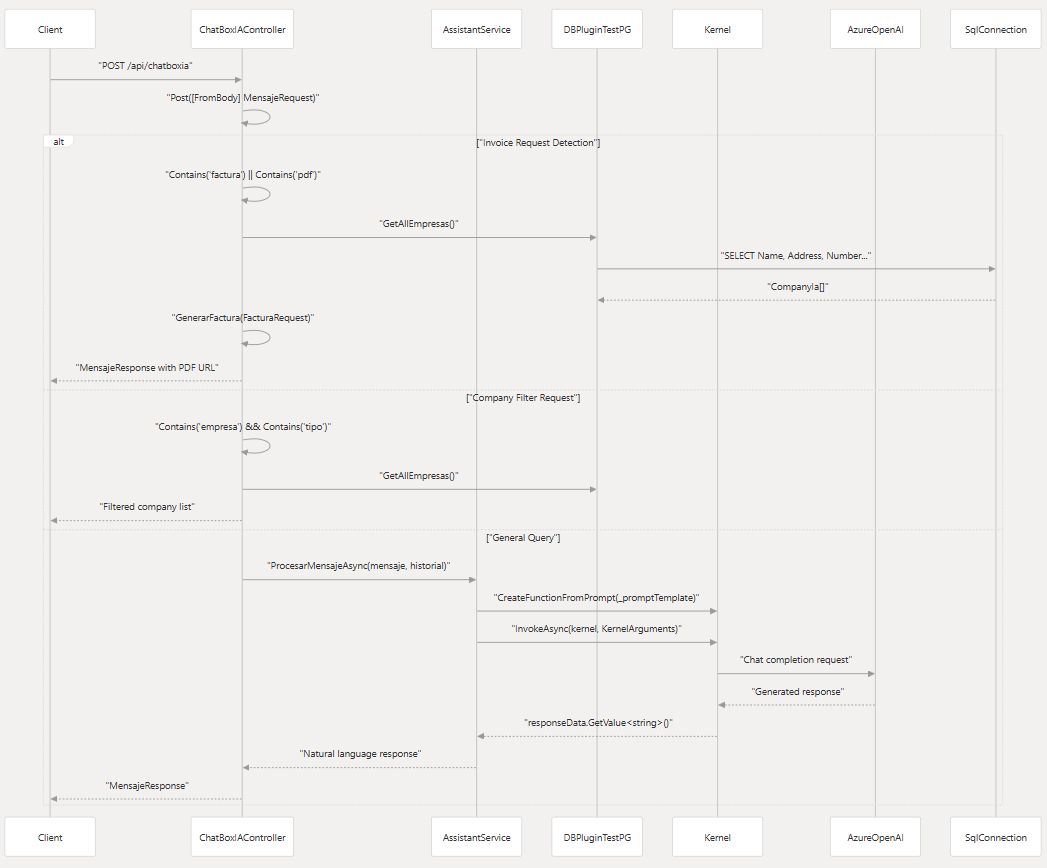 Client
ChatBoxIAController
AssistantService
DBPluginTestPG
Kernel
AzureOpenAI
SqlConnection
"POST /api/chatboxia"
"Post([FromBody] MensajeRequest)"
alt
["Invoice Request Detection"]
"Contains('factura') || Contains('pdf')"
"GetAllEmpresas()"
"SELECT Name, Address, Number..."
"CompanyIa[]"
"GenerarFactura(FacturaRequest)"
"MensajeResponse with PDF URL"
["Company Filter Request"]
"Contains('empresa') && Contains('tipo')"
"GetAllEmpresas()"
"Filtered company list"
["General Query"]
"ProcesarMensajeAsync(mensaje, historial)"
"CreateFunctionFromPrompt(_promptTemplate)"
"InvokeAsync(kernel, KernelArguments)"
"Chat completion request"
"Generated response"
"responseData.GetValue<string>()"
"Natural language response"
"MensajeResponse"
Client
ChatBoxIAController
AssistantService
DBPluginTestPG
Kernel
AzureOpenAI
SqlConnection